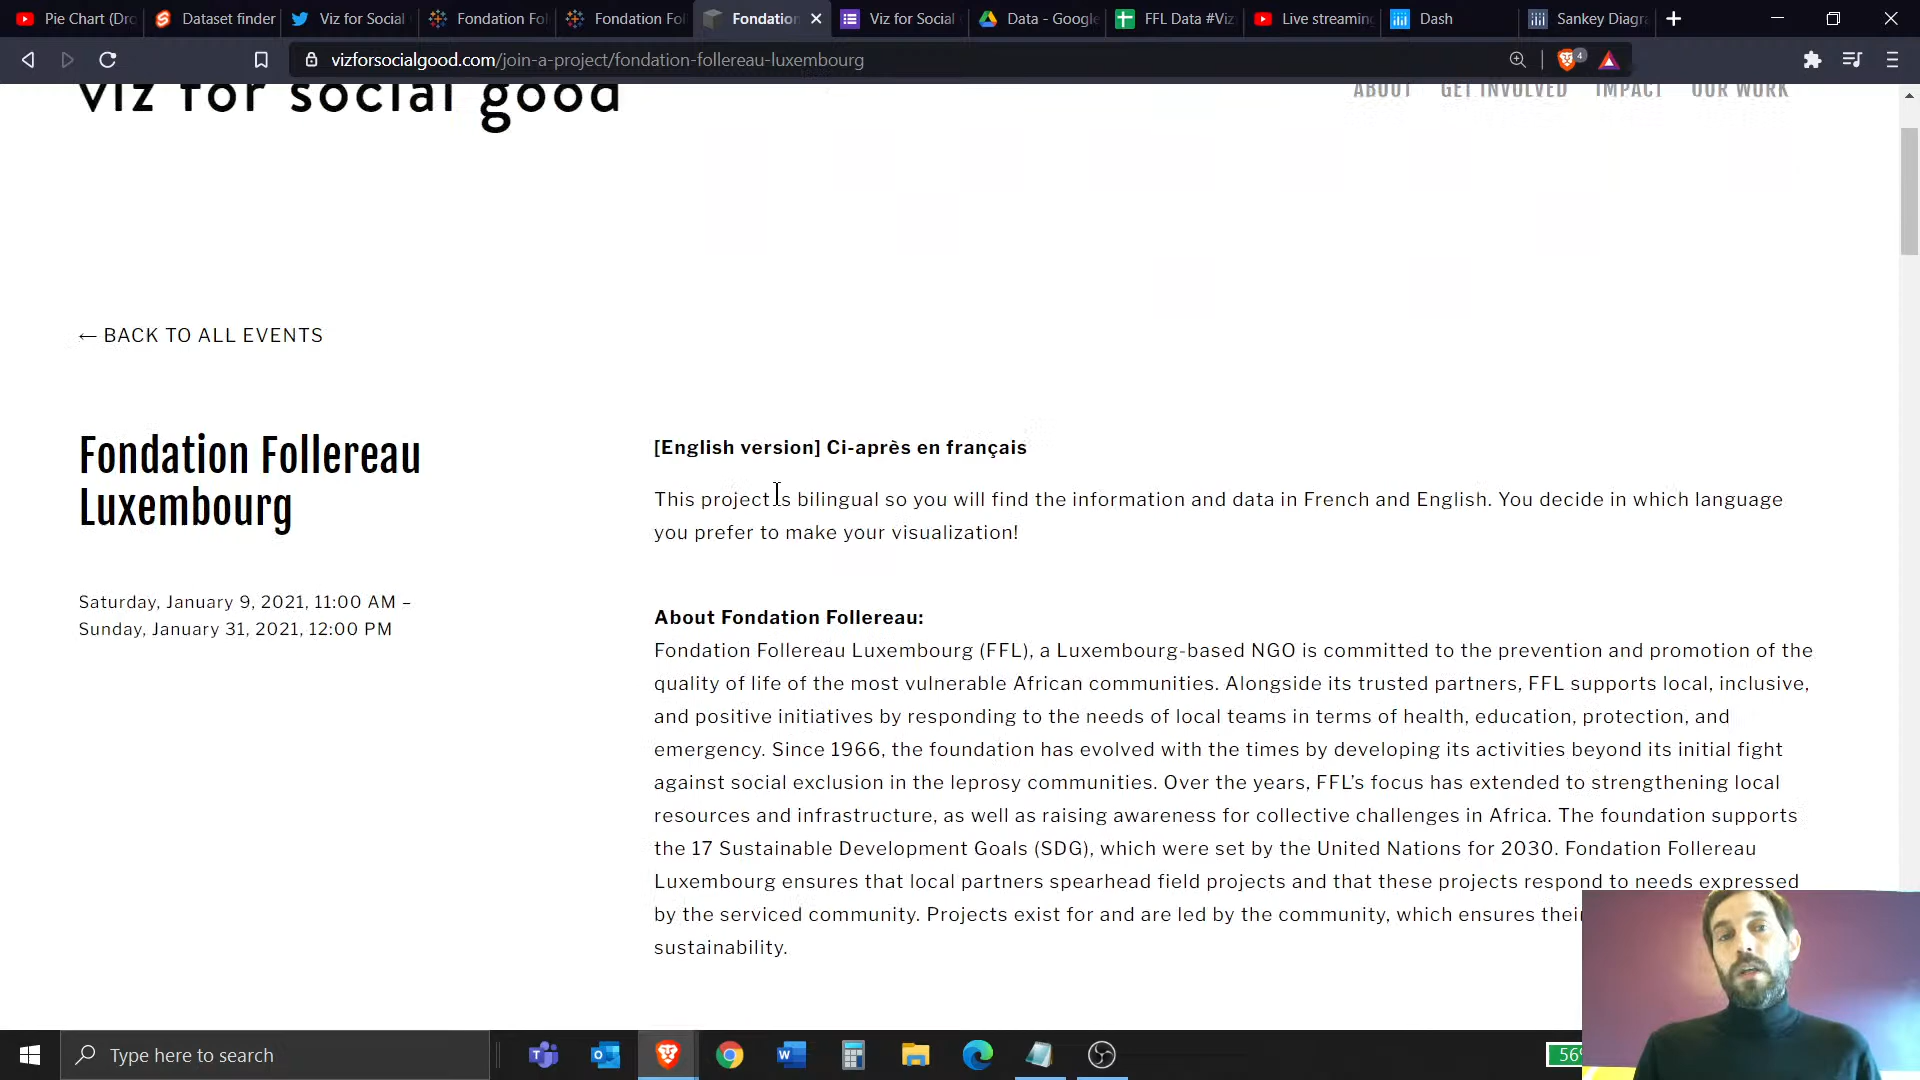 Pie Chart (Dro
Dataset finder
Viz for Social
Fondation Fol
Fondation Fol
Fondation
Viz for Social
Data - Google
FFL Data #Viz
Live streaming
Dash
Sankey Diagra
vizforsocialgood.com/join-a-project/fondation-follereau-luxembourg
4
viz for social good
ABOUT GET INVOLVED IMPACT OUR WORK
← BACK TO ALL EVENTS
Fondation Follereau
Luxembourg
Saturday, January 9, 2021, 11:00 AM –
Sunday, January 31, 2021, 12:00 PM
[English version] Ci-après en français
This project is bilingual so you will find the information and data in French and English. You decide in which language
you prefer to make your visualization!
About Fondation Follereau:
Fondation Follereau Luxembourg (FFL), a Luxembourg-based NGO is committed to the prevention and promotion of the
quality of life of the most vulnerable African communities. Alongside its trusted partners, FFL supports local, inclusive,
and positive initiatives by responding to the needs of local teams in terms of health, education, protection, and
emergency. Since 1966, the foundation has evolved with the times by developing its activities beyond its initial fight
against social exclusion in the leprosy communities. Over the years, FFL’s focus has extended to strengthening local
resources and infrastructure, as well as raising awareness for collective challenges in Africa. The foundation supports
the 17 Sustainable Development Goals (SDG), which were set by the United Nations for 2030. Fondation Follereau
Luxembourg ensures that local partners spearhead field projects and that these projects respond to needs expressed
by the serviced community. Projects exist for and are led by the community, which ensures their
sustainability.
Type here to search
56%